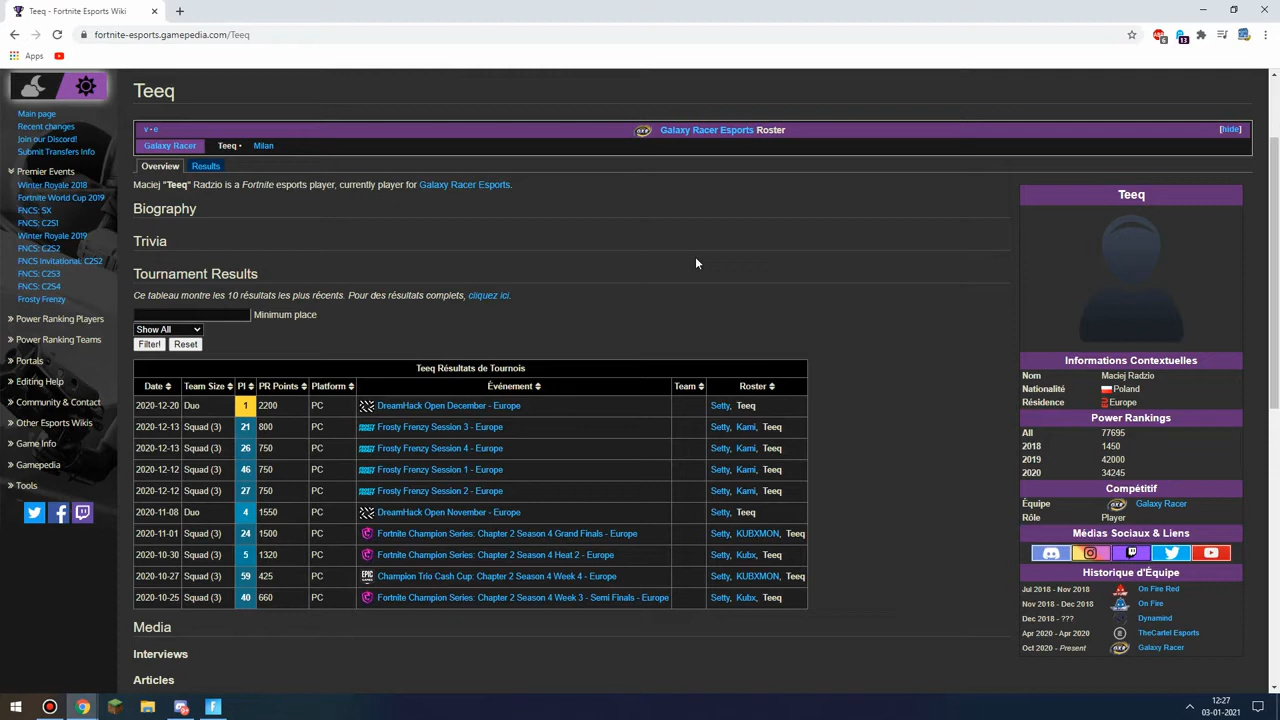 Teeq - Fortnite Esports Wiki
fortnite-esports.gamepedia.com/Teeq
6
13
Apps
Main page
Recent changes
Join our Discord!
Submit Transfers Info
Premier Events
Winter Royale 2018
Fortnite World Cup 2019
FNCS: SX
FNCS: C2S1
Winter Royale 2019
FNCS: C2S2
FNCS Invitational: C2S2
FNCS: C2S3
FNCS: C2S4
Frosty Frenzy
Power Ranking Players
Power Ranking Teams
Portals
Editing Help
Community & Contact
Other Esports Wikis
Game Info
Gamepedia
Tools
Teeq
v • e
Galaxy Racer Esports Roster
[hide]
Galaxy Racer Teeq • Milan
Overview Results
Maciej "Teeq" Radzio is a Fortnite esports player, currently player for Galaxy Racer Esports.
Biography
Trivia
Tournament Results
Ce tableau montre les 10 résultats les plus récents. Pour des résultats complets, cliquez ici.
Minimum place
Show All
Filter! Reset
Teeq Résultats de Tournois
Date Team Size Pl PR Points Platform Événement Team Roster
2020-12-20 Duo 1 2200 PC DreamHack Open December - Europe Setty, Teeq
2020-12-13 Squad (3) 21 800 PC Frosty Frenzy Session 3 - Europe Setty, Kami, Teeq
2020-12-13 Squad (3) 26 750 PC Frosty Frenzy Session 4 - Europe Setty, Kami, Teeq
2020-12-12 Squad (3) 46 750 PC Frosty Frenzy Session 1 - Europe Setty, Kami, Teeq
2020-12-12 Squad (3) 27 750 PC Frosty Frenzy Session 2 - Europe Setty, Kami, Teeq
2020-11-08 Duo 4 1550 PC DreamHack Open November - Europe Setty, Teeq
2020-11-01 Squad (3) 24 1500 PC Fortnite Champion Series: Chapter 2 Season 4 Grand Finals - Europe Setty, KUBXMON, Teeq
2020-10-30 Squad (3) 5 1320 PC Fortnite Champion Series: Chapter 2 Season 4 Heat 2 - Europe Setty, Kubx, Teeq
2020-10-27 Squad (3) 59 425 PC Champion Trio Cash Cup: Chapter 2 Season 4 Week 4 - Europe Setty, KUBXMON, Teeq
2020-10-25 Squad (3) 40 660 PC Fortnite Champion Series: Chapter 2 Season 4 Week 3 - Semi Finals - Europe Setty, Kubx, Teeq
Media
Interviews
Articles
Teeq
Informations Contextuelles
Nom Maciej Radzio
Nationalité Poland
Résidence Europe
Power Rankings
All 77695
2018 1450
2019 42000
2020 34245
Compétitif
Équipe Galaxy Racer
Rôle Player
Médias Sociaux & Liens
Historique d'Équipe
Jul 2018 - Nov 2018 On Fire Red
Nov 2018 - Dec 2018 On Fire
Dec 2018 - ??? Dynamind
Apr 2020 - Apr 2020 TheCartel Esports
Oct 2020 - Present Galaxy Racer
12:27
03-01-2021